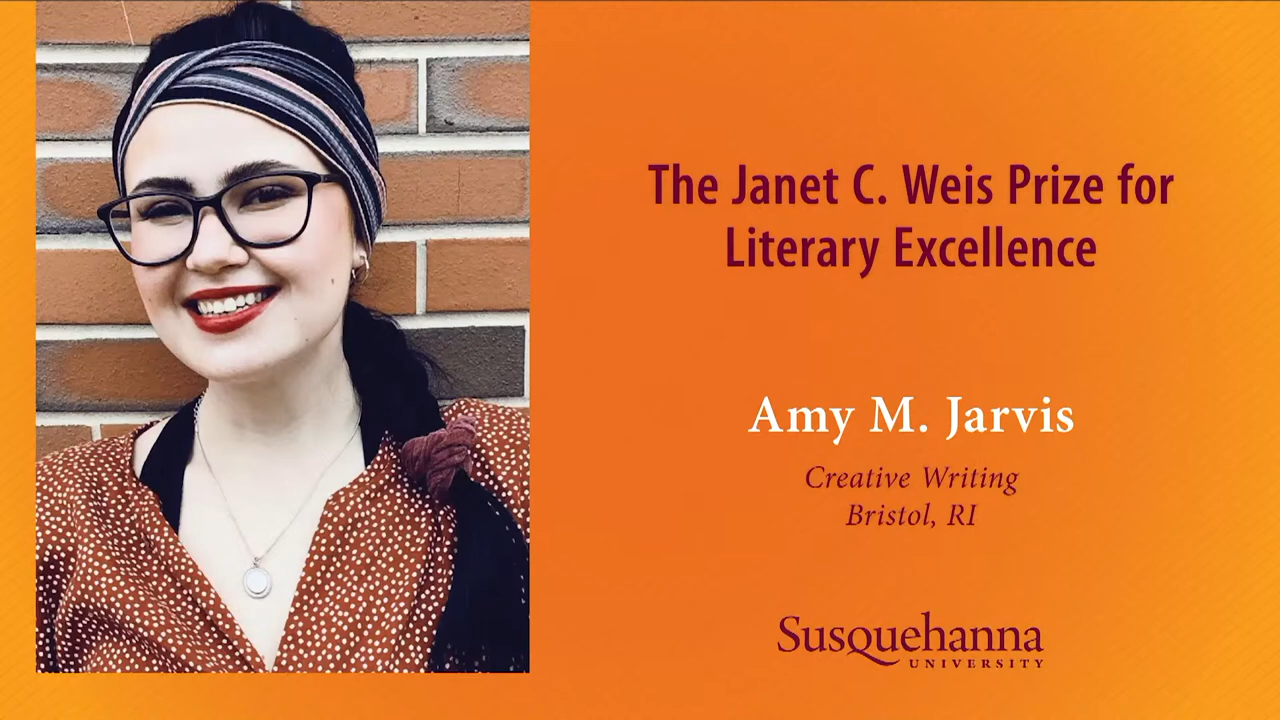 The Janet C. Weis Prize for
Literary Excellence
Amy M. Jarvis
Creative Writing
Bristol, RI
Susquehanna
UNIVERSITY